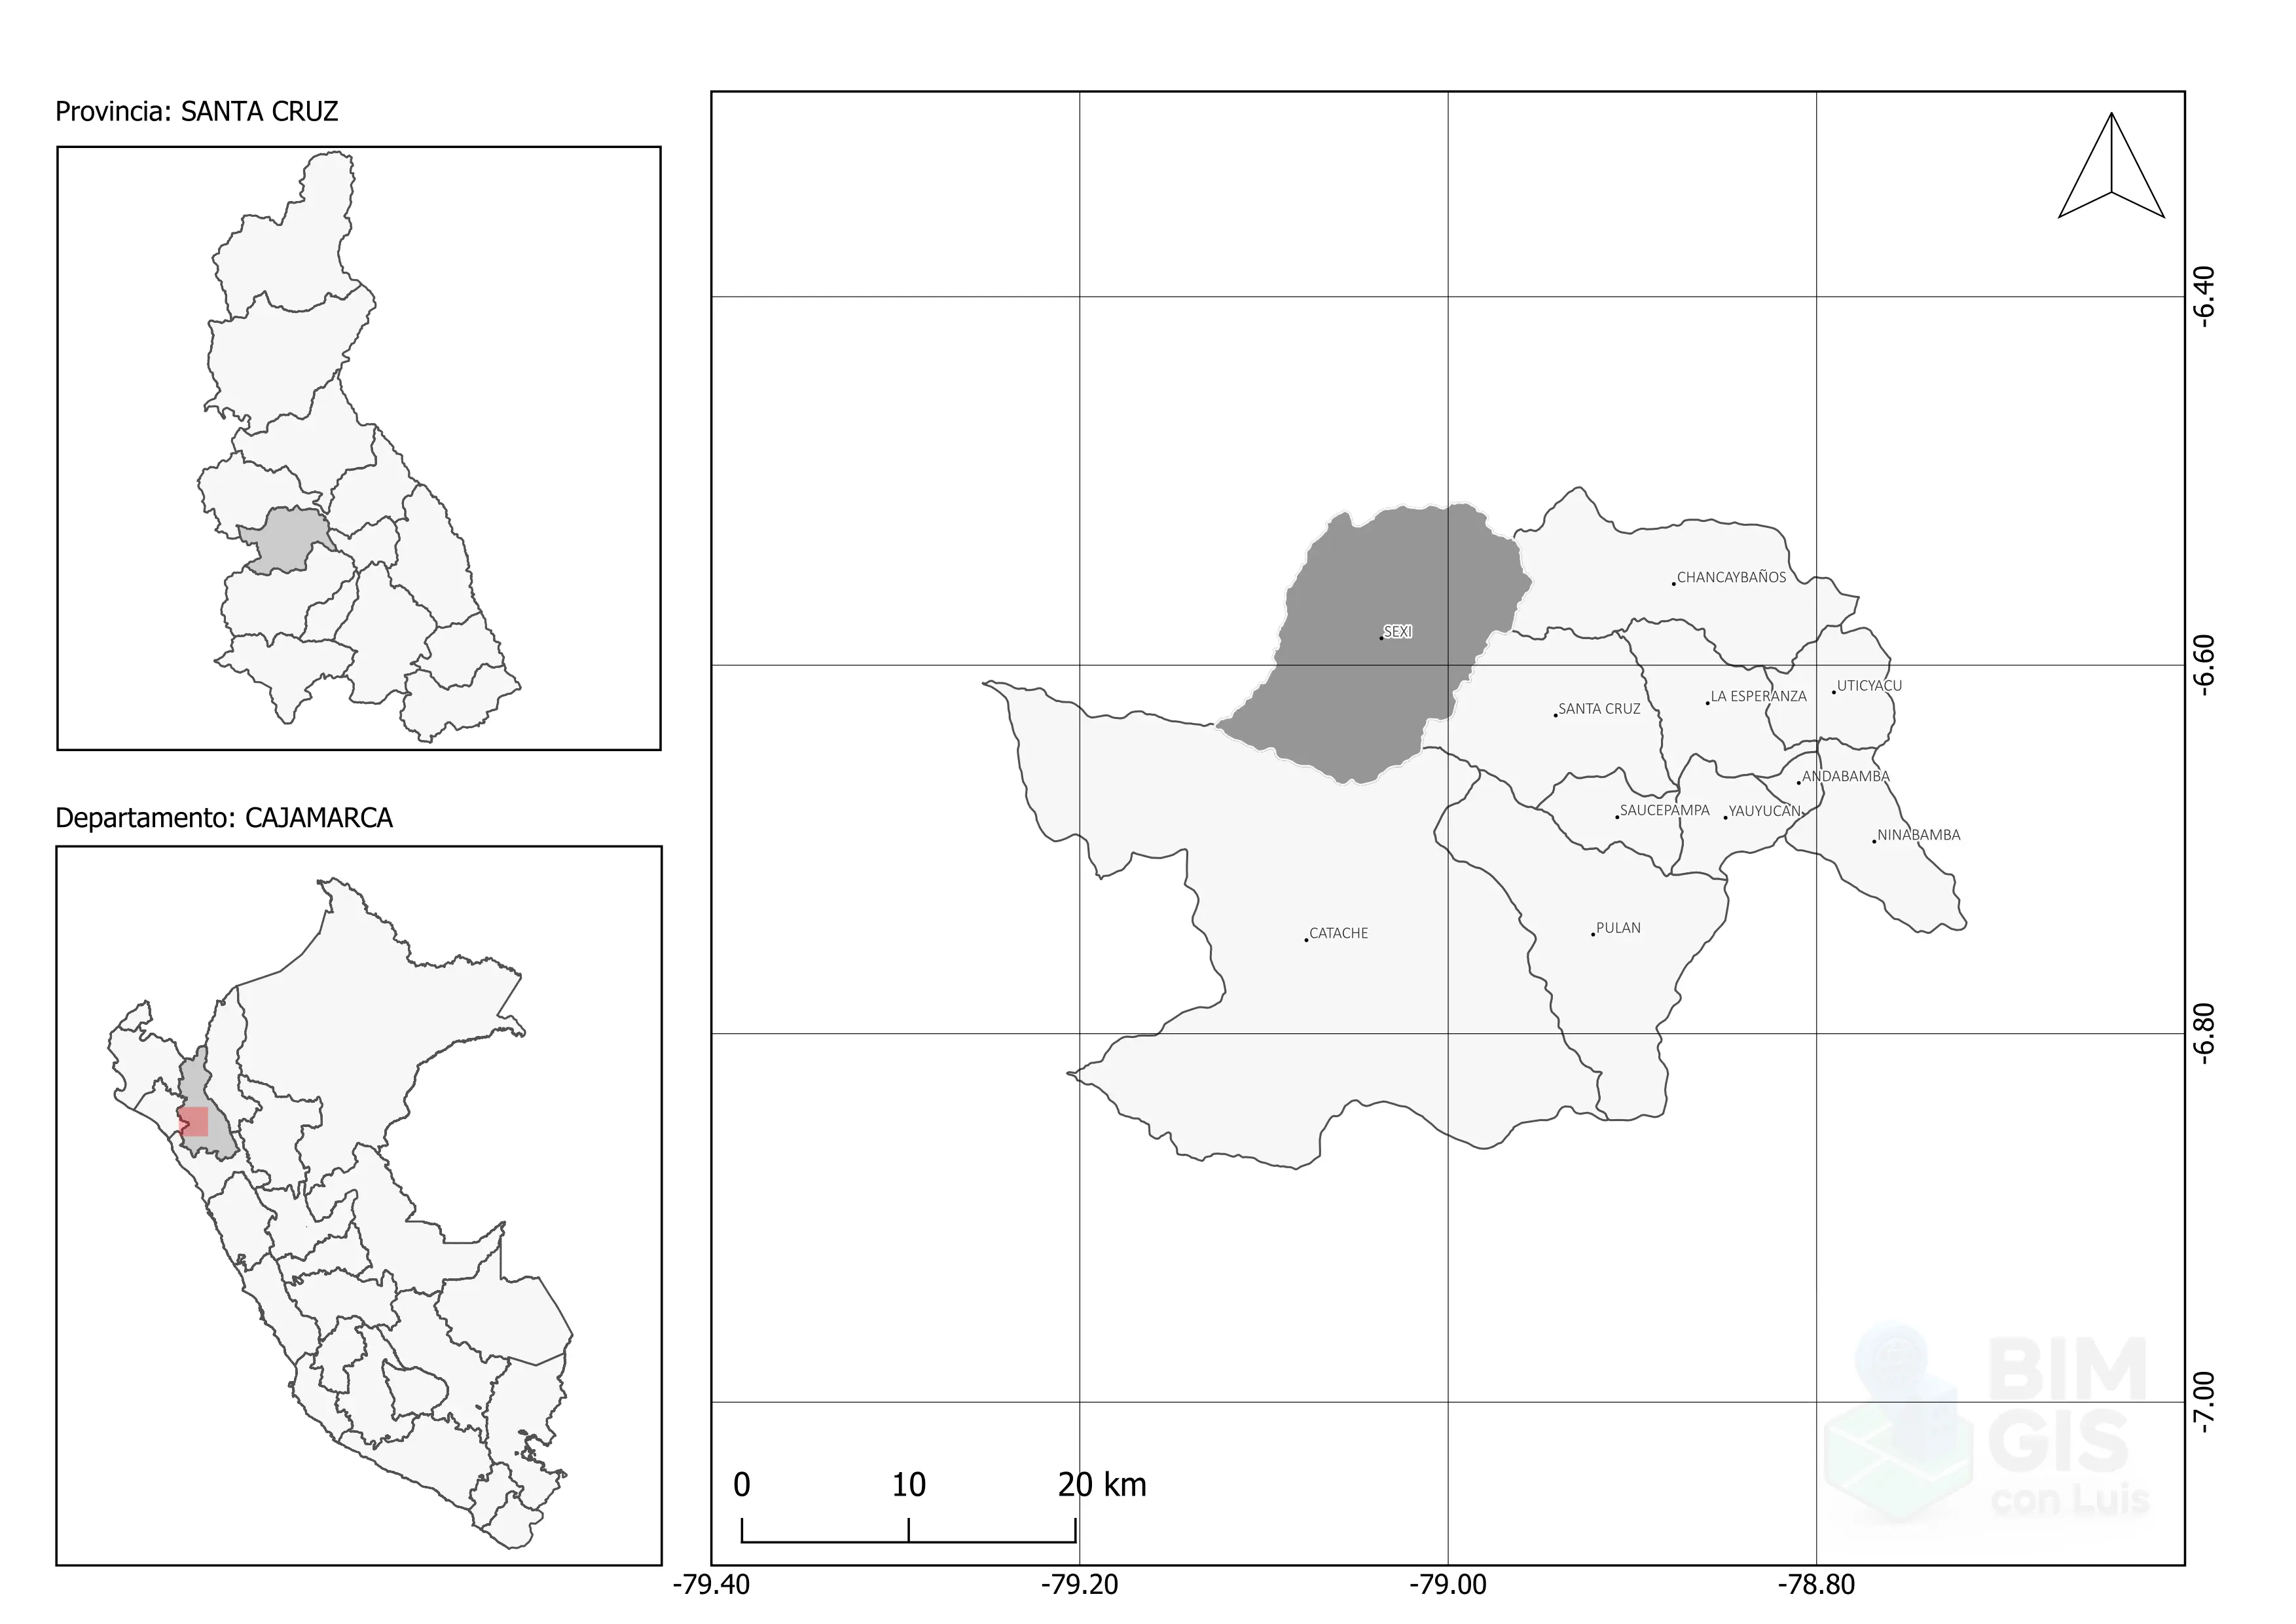 Provincia: SANTA CRUZ
Departamento: CAJAMARCA
-6.40
CHANCAYBAÑOS
SEXI
-6.60
UTICYACU
LA ESPERANZA
SANTA CRUZ
ANDABAMBA
SAUCEPAMPA
YAUYUCAN
NINABAMBA
CATACHE
PULAN
-6.80
BIM
GIS
con Luis
-7.00
0 10 20 km
-79.40 -79.20 -79.00 -78.80